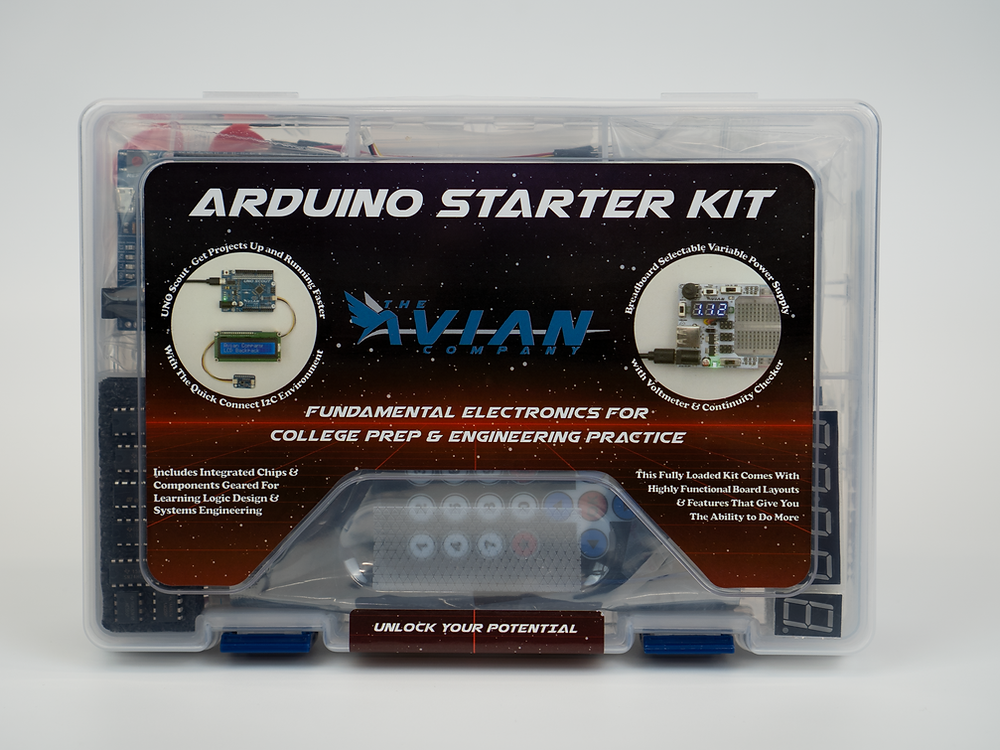 ARDUINO STARTER KIT
UNO Scout - Get Projects Up and Running Faster
With The Quick Connect I2C Environment
Breadboard Selectable Variable Power Supply
with Voltmeter & Continuity Checker
THE
AVIAN
COMPANY
FUNDAMENTAL ELECTRONICS FOR
COLLEGE PREP & ENGINEERING PRACTICE
Includes Integrated Chips &
Components Geared For
Learning Logic Design &
Systems Engineering
This Fully Loaded Kit Comes With
Highly Functional Board Layouts
& Features That Give You
The Ability to Do More
UNLOCK YOUR POTENTIAL